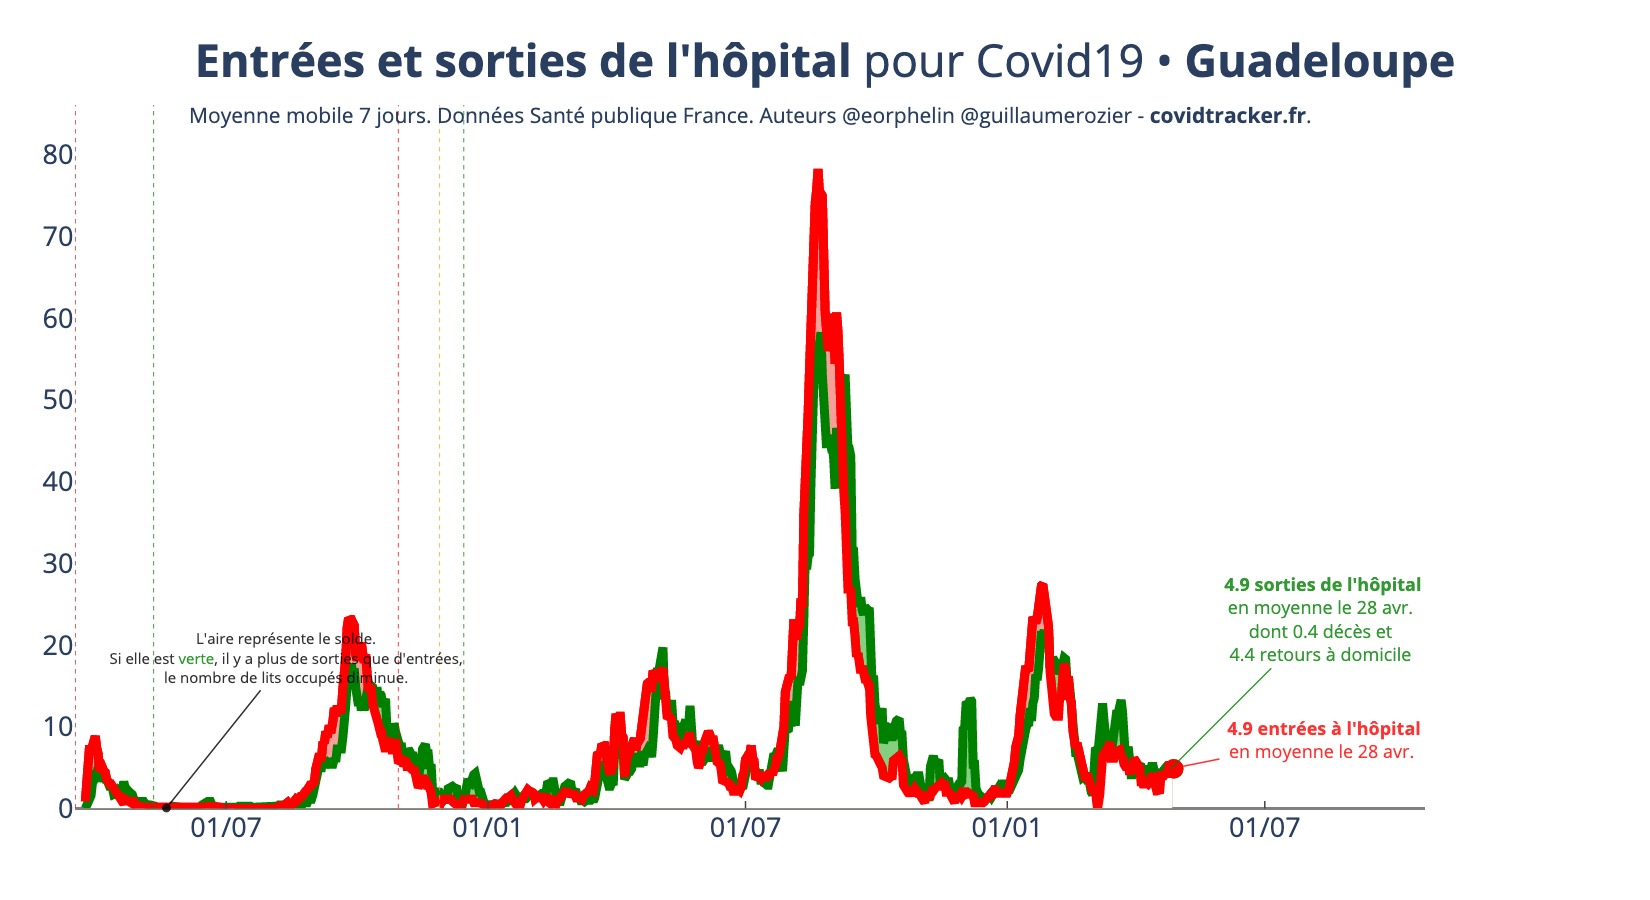 Entrées et sorties de l'hôpital pour Covid19 • Guadeloupe
Moyenne mobile 7 jours. Données Santé publique France. Auteurs @eorphelin @guillaumerozier - covidtracker.fr.
80
70
60
50
40
30
20
10
0
L'aire représente le solde.
Si elle est verte, il y a plus de sorties que d'entrées,
le nombre de lits occupés diminue.
4.9 sorties de l'hôpital
en moyenne le 28 avr.
dont 0.4 décès et
4.4 retours à domicile
4.9 entrées à l'hôpital
en moyenne le 28 avr.
01/07 01/01 01/07 01/01 01/07